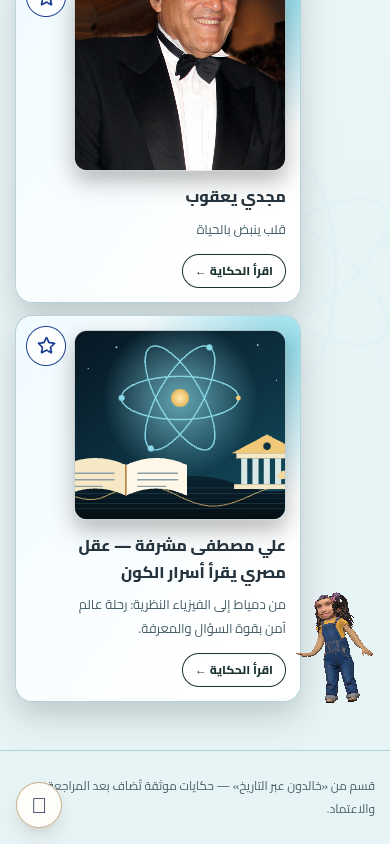 مجدي يعقوب
قلب ينبض بالحياة
اقرأ الحكاية ←
علي مصطفى مشرفة — عقل
مصري يقرأ أسرار الكون
من دمياط إلى الفيزياء النظرية: رحلة عالم
آمن بقوة السؤال والمعرفة.
اقرأ الحكاية ←
قسم من «خالدون عبر التاريخ» — حكايات موثقة تُضاف بعد المراجعة
والاعتماد.